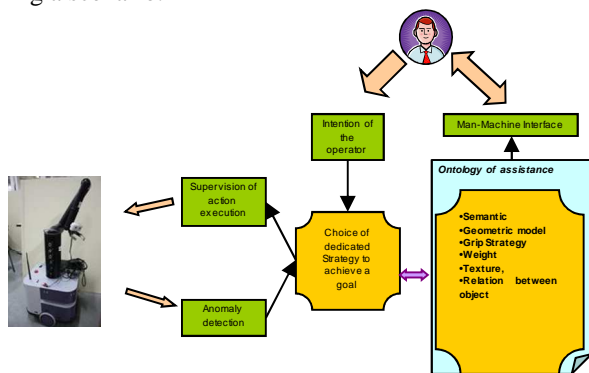 Intention of
the
operator
Man-Machine Interface
Ontology of assistance
Supervision of
action
execution
Choice of
dedicated
Strategy to
achieve a
goal
•Semantic
•Geometric model
•Grip Strategy
•Weight
•Texture,
•Relation between
object
Anomaly
detection